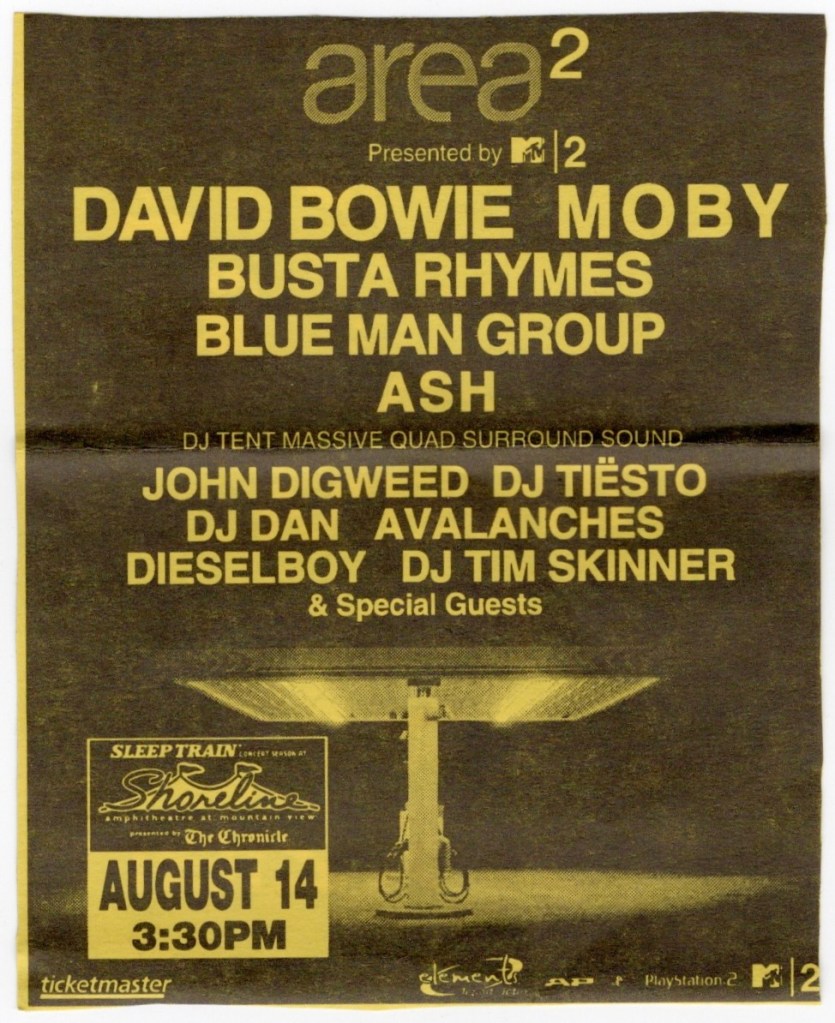 area2
Presented by MTV 2
DAVID BOWIE MOBY
BUSTA RHYMES
BLUE MAN GROUP
ASH
DJ TENT MASSIVE QUAD SURROUND SOUND
JOHN DIGWEED DJ TIËSTO
DJ DAN AVALANCHES
DIESELBOY DJ TIM SKINNER
& Special Guests
SLEEP TRAIN CONCERT SEASON AT
Shoreline
amphitheatre at mountain view
presented by The Chronicle
AUGUST 14
3:30PM
ticketmaster
elements
AP
PlayStation 2
MTV 2